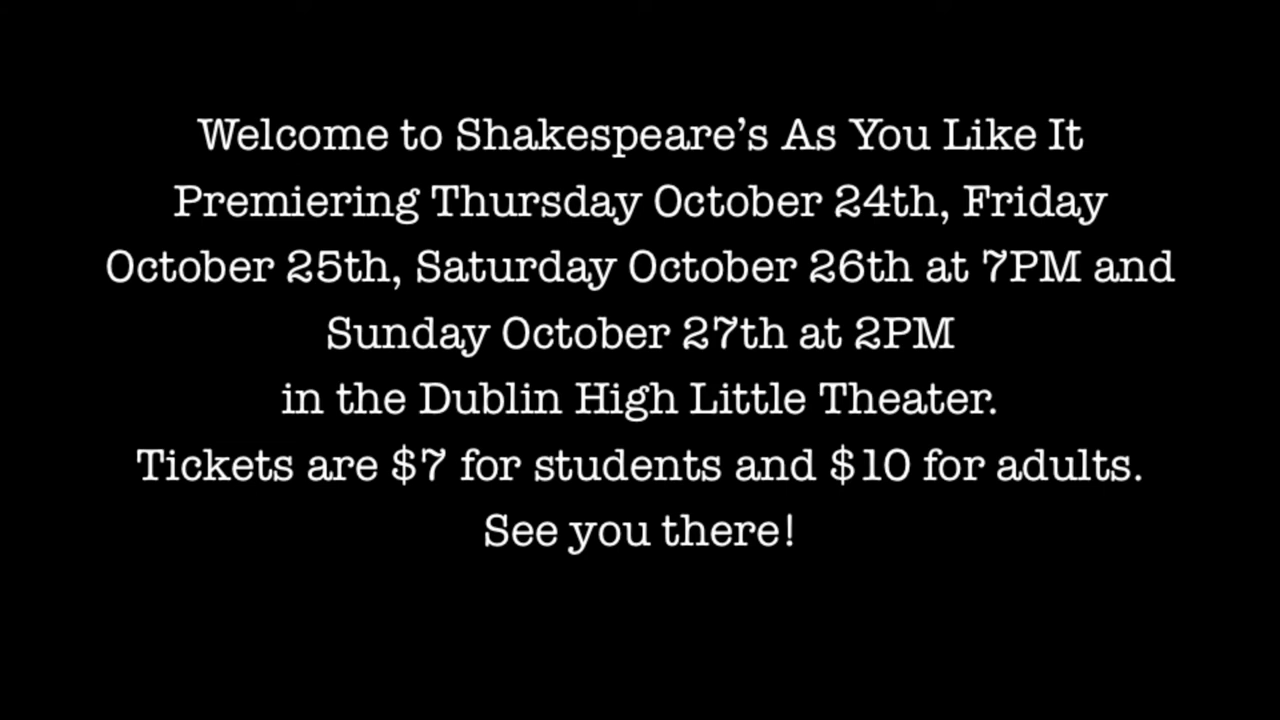 Welcome to Shakespeare’s As You Like It
Premiering Thursday October 24th, Friday
October 25th, Saturday October 26th at 7PM and
Sunday October 27th at 2PM
in the Dublin High Little Theater.
Tickets are $7 for students and $10 for adults.
See you there!